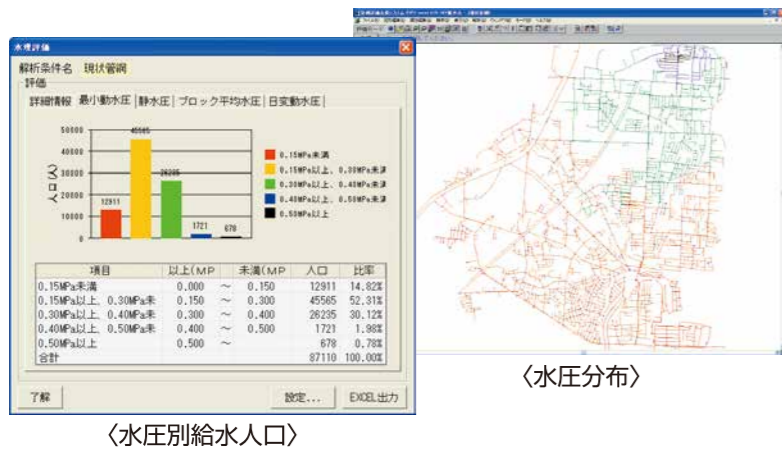 水理評価
解析条件名 現状管網
評価
詳細情報 最小動水圧 静水圧 ブロック平均水圧 日変動水圧
人口(人)
50000
40000
30000
20000
10000
0
12911
45565
26235
1721
678
0.15MPa未満
0.15MPa以上、0.30MPa未満
0.30MPa以上、0.40MPa未満
0.40MPa以上、0.50MPa未満
0.50MPa以上
項目 以上(MP 未満(MP 人口 比率
0.15MPa未満 0.000 ～ 0.150 12911 14.82%
0.15MPa以上、0.30MPa未 0.150 ～ 0.300 45565 52.31%
0.30MPa以上、0.40MPa未 0.300 ～ 0.400 26235 30.12%
0.40MPa以上、0.50MPa未 0.400 ～ 0.500 1721 1.98%
0.50MPa以上 0.500 ～ 678 0.78%
合計 87110 100.00%
了解 設定... EXCEL出力
〈水圧別給水人口〉
〈水圧分布〉